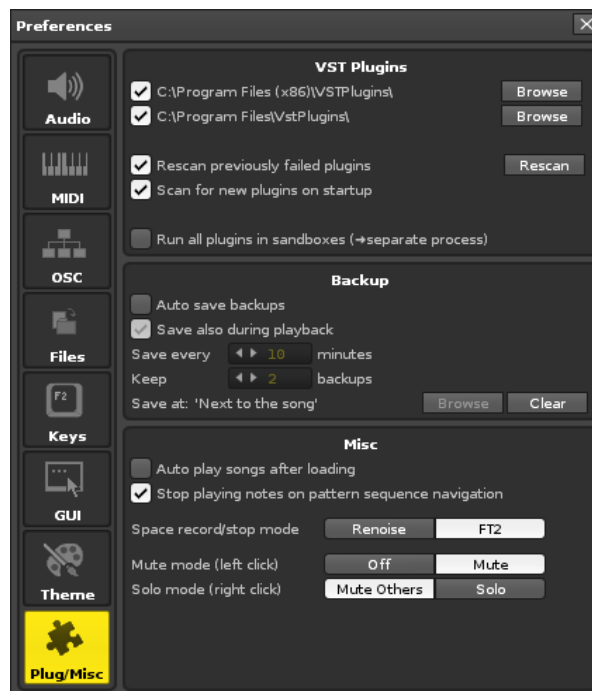 Preferences
Audio
MIDI
OSC
Files
F2
Keys
GUI
Theme
Plug/Misc
VST Plugins
C:\Program Files (x86)\VSTPlugins\ Browse
C:\Program Files\VstPlugins\ Browse
Rescan previously failed plugins Rescan
Scan for new plugins on startup
Run all plugins in sandboxes (➔separate process)
Backup
Auto save backups
Save also during playback
Save every 10 minutes
Keep 2 backups
Save at: 'Next to the song' Browse Clear
Misc
Auto play songs after loading
Stop playing notes on pattern sequence navigation
Space record/stop mode Renoise FT2
Mute mode (left click) Off Mute
Solo mode (right click) Mute Others Solo